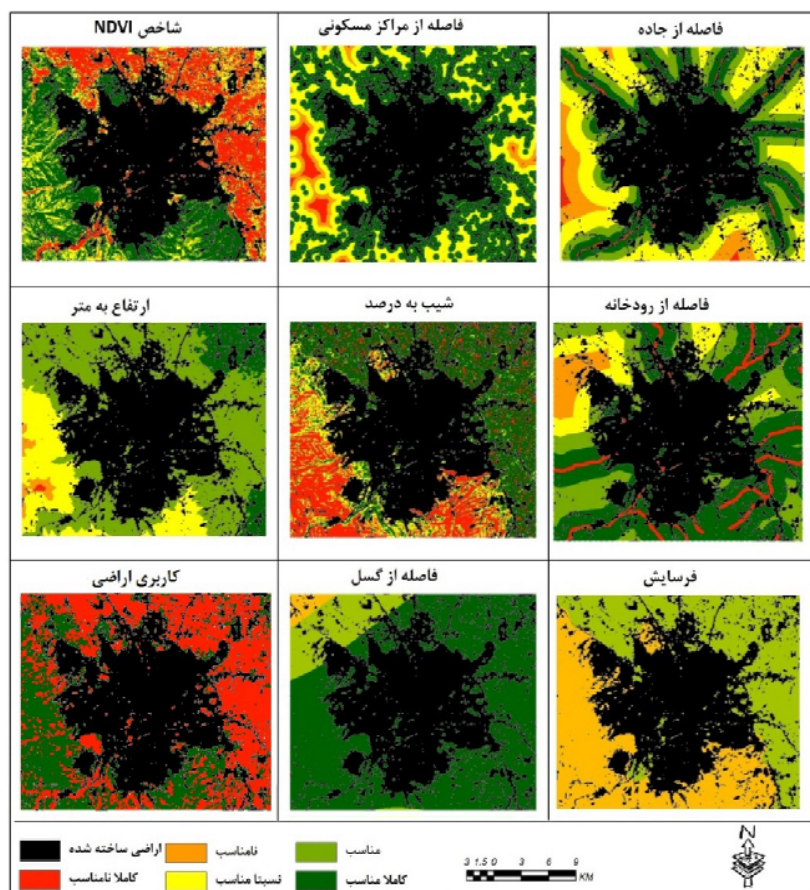 فاصله از جاده
فاصله از مراکز مسکونی
شاخص NDVI
فاصله از رودخانه
شیب به درصد
ارتفاع به متر
فرسایش
فاصله از گسل
کاربری اراضی
اراضی ساخته شده
نامناسب
مناسب
کاملا نامناسب
نسبتا مناسب
کاملا مناسب
3 1.5 0 3 6 9
KM
N